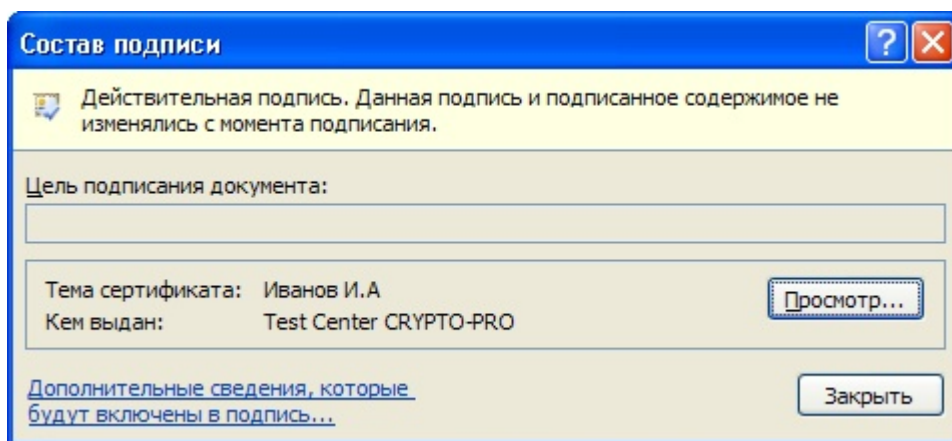 Состав подписи
Действительная подпись. Данная подпись и подписанное содержимое не
изменялись с момента подписания.
Цель подписания документа:
Тема сертификата: Иванов И.А
Просмотр...
Кем выдан: Test Center CRYPTO-PRO
Дополнительные сведения, которые
будут включены в подпись...
Закрыть